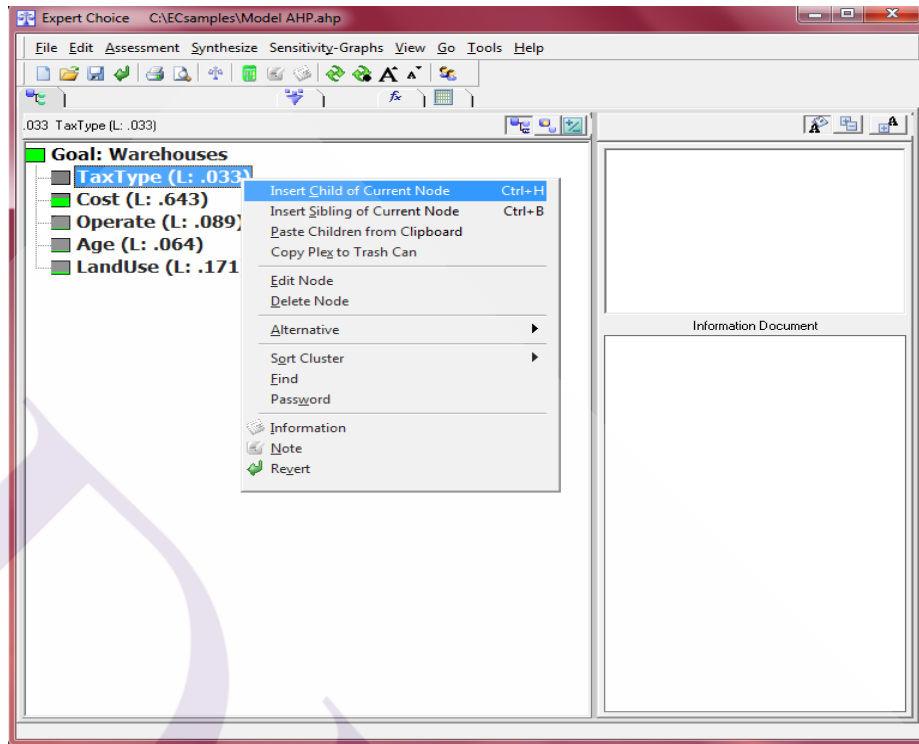 Expert Choice C:\ECsamples\Model AHP.ahp
File Edit Assessment Synthesize Sensitivity-Graphs View Go Tools Help
.033 TaxType (L: .033)
Goal: Warehouses
TaxType (L: .033)
Cost (L: .643)
Operate (L: .089)
Age (L: .064)
LandUse (L: .171
Insert Child of Current Node Ctrl+H
Insert Sibling of Current Node Ctrl+B
Paste Children from Clipboard
Copy Plex to Trash Can
Edit Node
Delete Node
Alternative
Sort Cluster
Find
Password
Information
Note
Revert
Information Document